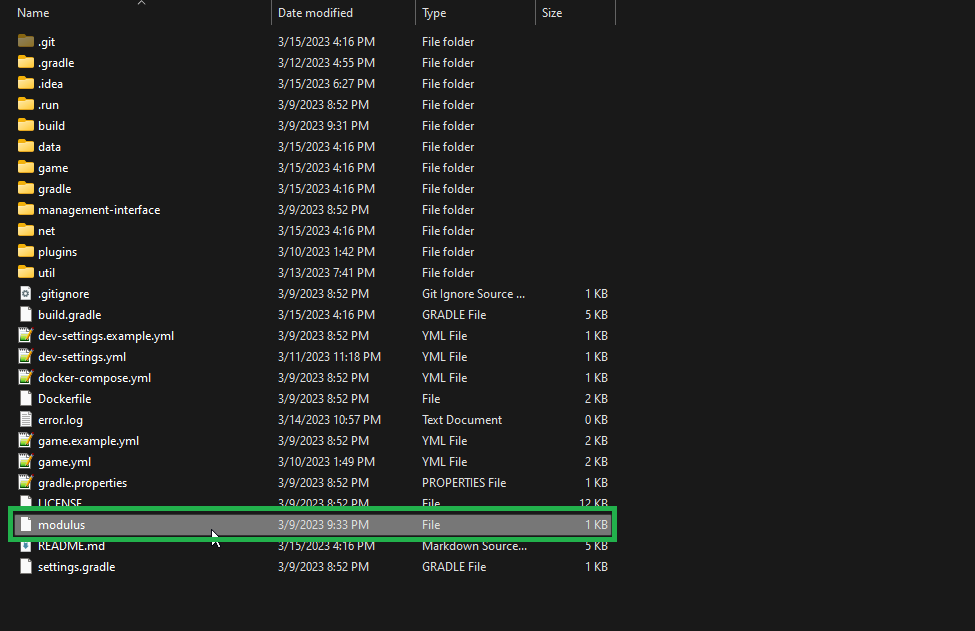 Name Date modified Type Size
.git 3/15/2023 4:16 PM File folder
.gradle 3/12/2023 4:55 PM File folder
.idea 3/15/2023 6:27 PM File folder
.run 3/9/2023 8:52 PM File folder
build 3/9/2023 9:31 PM File folder
data 3/15/2023 4:16 PM File folder
game 3/15/2023 4:16 PM File folder
gradle 3/15/2023 4:16 PM File folder
management-interface 3/9/2023 8:52 PM File folder
net 3/15/2023 4:16 PM File folder
plugins 3/10/2023 1:42 PM File folder
util 3/13/2023 7:41 PM File folder
.gitignore 3/9/2023 8:52 PM Git Ignore Source ... 1 KB
build.gradle 3/15/2023 4:16 PM GRADLE File 5 KB
dev-settings.example.yml 3/9/2023 8:52 PM YML File 1 KB
dev-settings.yml 3/11/2023 11:18 PM YML File 1 KB
docker-compose.yml 3/9/2023 8:52 PM YML File 1 KB
Dockerfile 3/9/2023 8:52 PM File 2 KB
error.log 3/14/2023 10:57 PM Text Document 0 KB
game.example.yml 3/9/2023 8:52 PM YML File 2 KB
game.yml 3/10/2023 1:49 PM YML File 2 KB
gradle.properties 3/9/2023 8:52 PM PROPERTIES File 1 KB
LICENSE 3/9/2023 8:52 PM File 12 KB
modulus 3/9/2023 9:33 PM File 1 KB
README.md 3/15/2023 4:16 PM Markdown Source... 5 KB
settings.gradle 3/9/2023 8:52 PM GRADLE File 1 KB